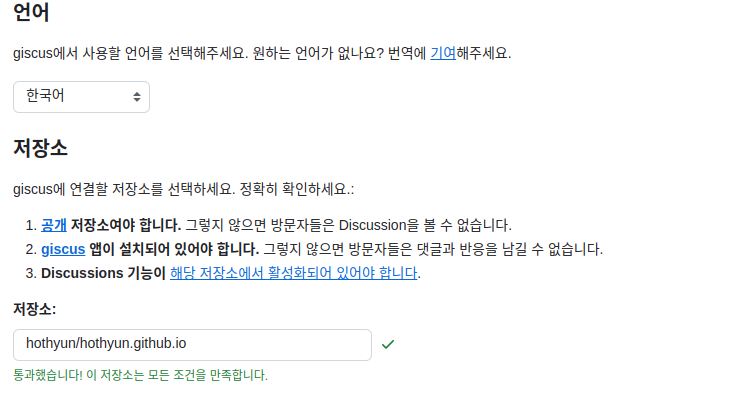 언어
giscus에서 사용할 언어를 선택해주세요. 원하는 언어가 없나요? 번역에 기여해주세요.
한국어
저장소
giscus에 연결할 저장소를 선택하세요. 정확히 확인하세요.:
1. 공개 저장소여야 합니다. 그렇지 않으면 방문자들은 Discussion을 볼 수 없습니다.
2. giscus 앱이 설치되어 있어야 합니다. 그렇지 않으면 방문자들은 댓글과 반응을 남길 수 없습니다.
3. Discussions 기능이 해당 저장소에서 활성화되어 있어야 합니다.
저장소:
hothyun/hothyun.github.io
통과했습니다! 이 저장소는 모든 조건을 만족합니다.